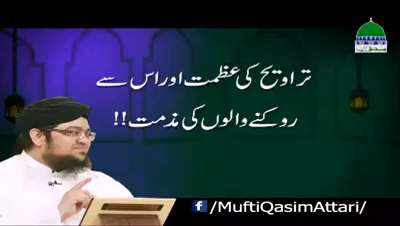 تراویح کی عظمت اور اس سے
روکنے والوں کی مذمت!!
f /MuftiQasimAttari/